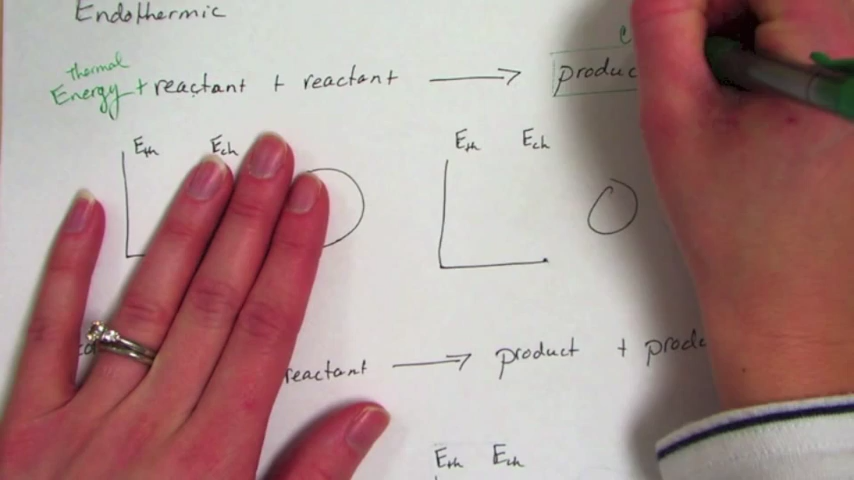 Endothermic
thermal
Energy + reactant + reactant → produc
Eth Ech Eth Ech
reactant → product + produ
Eth Ech